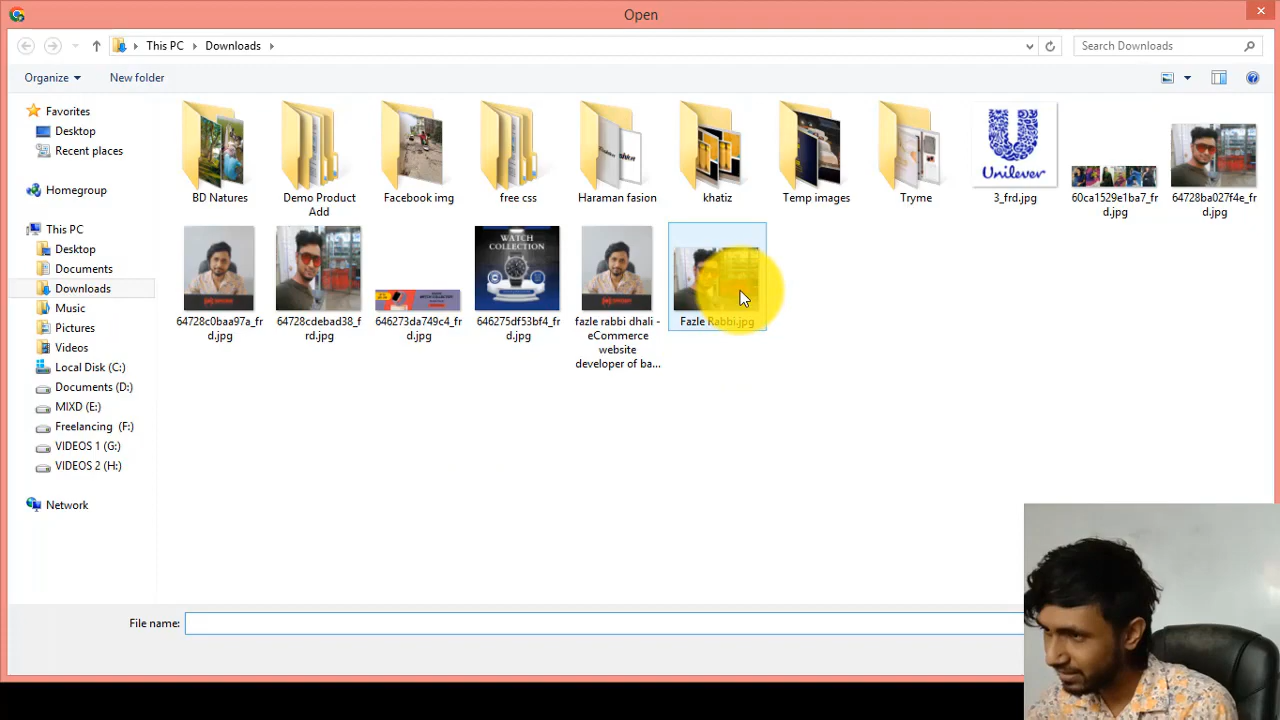 Open
This PC
Downloads
Search Downloads
Organize
New folder
Favorites
Desktop
Recent places
Homegroup
This PC
Desktop
Documents
Downloads
Music
Pictures
Videos
Local Disk (C:)
Documents (D:)
MIXD (E:)
Freelancing (F:)
VIDEOS 1 (G:)
VIDEOS 2 (H:)
Network
BD Natures
Demo Product
Add
Facebook img
free css
Haraman fasion
khatiz
Temp images
Tryme
Unilever
3_frd.jpg
60ca1529e1ba7_fr
d.jpg
64728ba027f4e_fr
d.jpg
64728c0baa97a_fr
d.jpg
64728cdebad38_f
rd.jpg
646273da749c4_fr
d.jpg
WATCH
COLLECTION
646275df53bf4_fr
d.jpg
fazle rabbi dhali -
eCommerce
website
developer of ba...
Fazle Rabbi.jpg
File name: